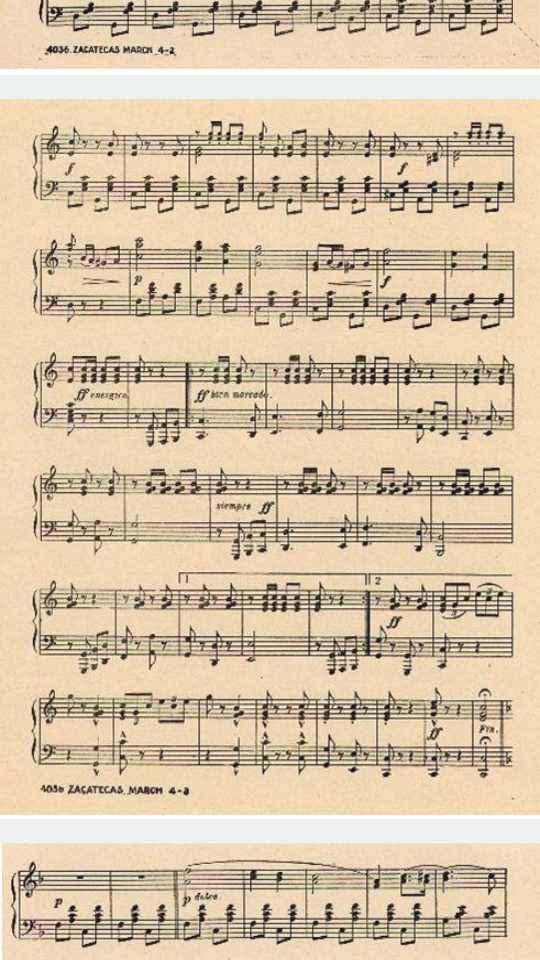 4036. ZACATECAS MARCH 4-2
f
f
p
f
ff energico.
ff bien marcado.
siempre ff
1
2
ff
ff
Fin.
4036 ZACATECAS MARCH 4-3
p
p dolce.